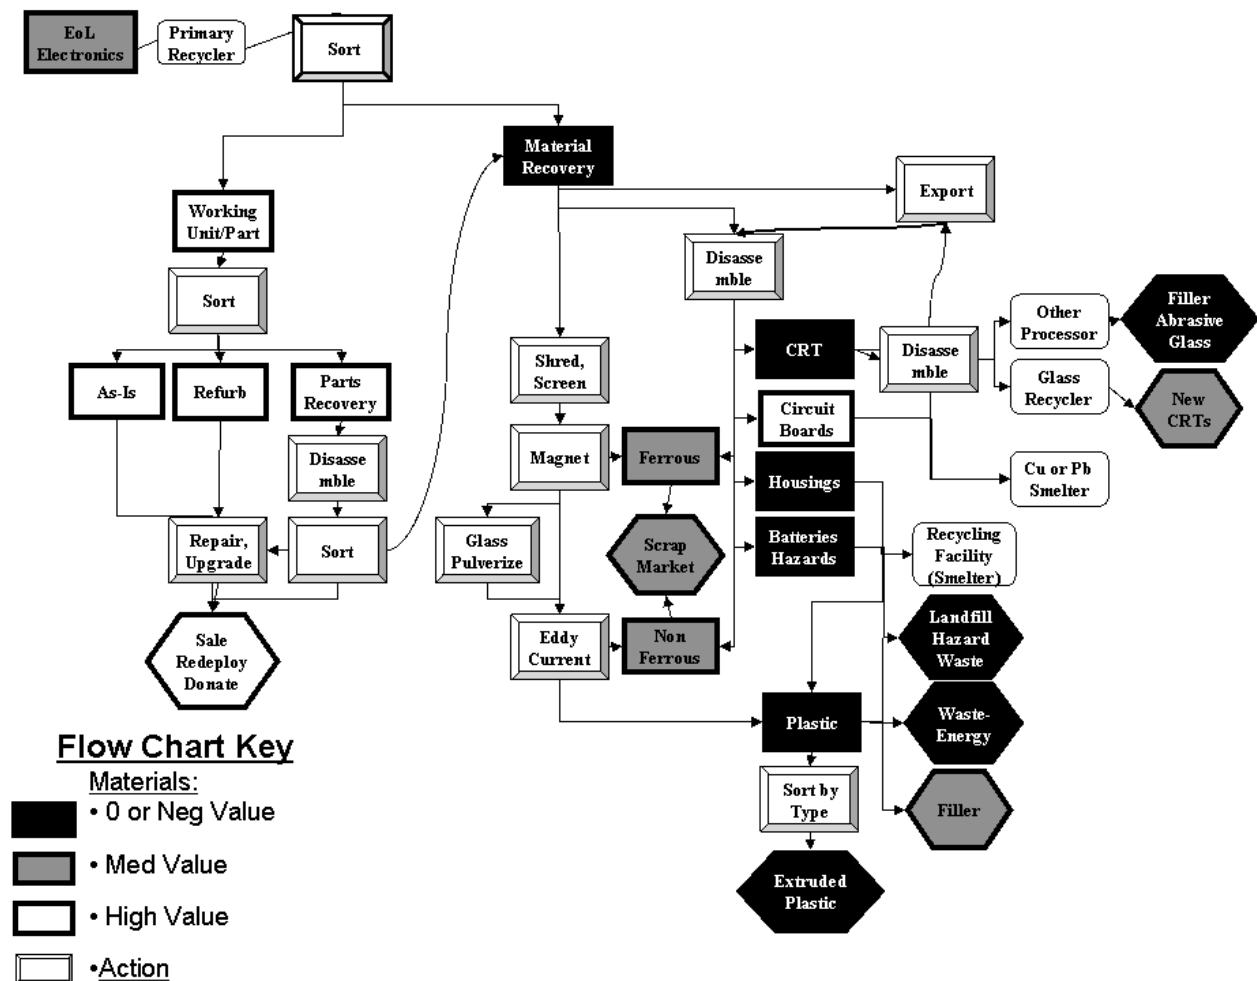 EoL
Electronics
Primary
Recycler
Sort
Material
Recovery
Export
Working
Unit/Part
Disasse
mble
Sort
Filler
Abrasive
Glass
Other
Processor
CRT
Disasse
mble
Shred,
Screen
As-Is
Refurb
Parts
Recovery
Glass
Recycler
New
CRTs
Circuit
Boards
Magnet
Ferrous
Disasse
mble
Housings
Cu or Pb
Smelter
Repair,
Upgrade
Sort
Glass
Pulverize
Scrap
Market
Batteries
Hazards
Recycling
Facility
(Smelter)
Sale
Redeploy
Donate
Eddy
Current
Non
Ferrous
Landfill
Hazard
Waste
Plastic
Waste-
Energy
Sort by
Type
Filler
Extruded
Plastic
Flow Chart Key
Materials:
• 0 or Neg Value
• Med Value
• High Value
•Action